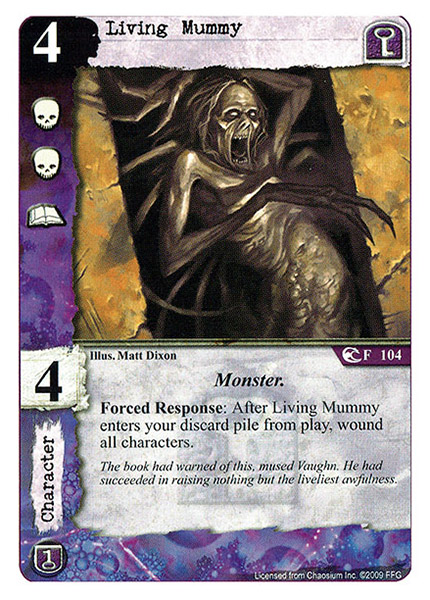 4
Living Mummy
Illus. Matt Dixon
F 104
4
Monster.
Forced Response: After Living Mummy
enters your discard pile from play, wound
all characters.
The book had warned of this, mused Vaughn. He had
succeeded in raising nothing but the liveliest awfulness.
Character
1
Licensed from Chaosium Inc. ©2009 FFG